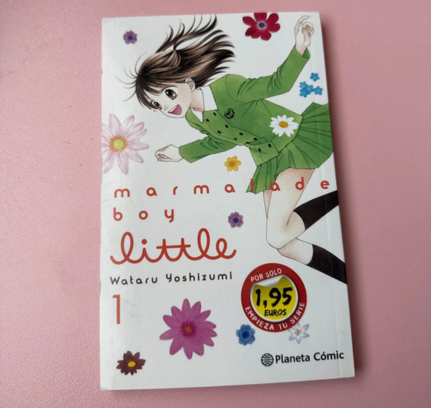 marmalade
boy
little
Wataru Yoshizumi
1
POR SOLO
1,95
EUROS
EMPIEZA TU SERIE
Planeta Cómic